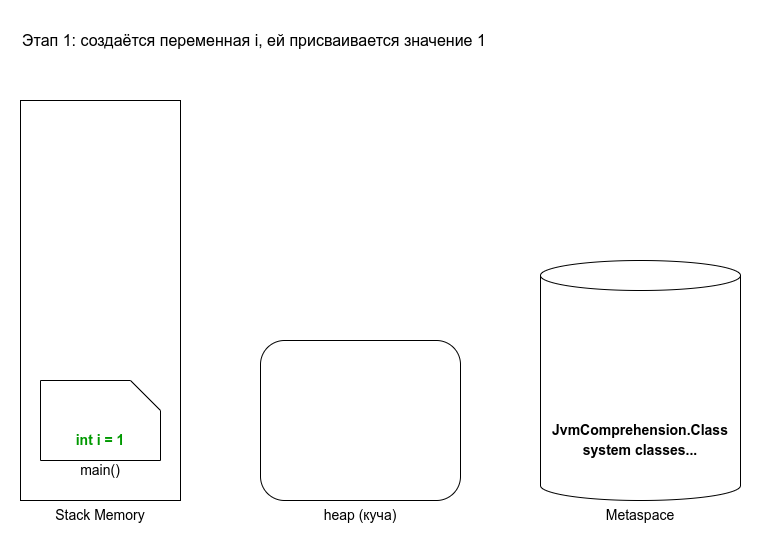 Этап 1: создаётся переменная i, ей присваивается значение 1
int i = 1
main()
Stack Memory
heap (куча)
JvmComprehension.Class
system classes...
Metaspace